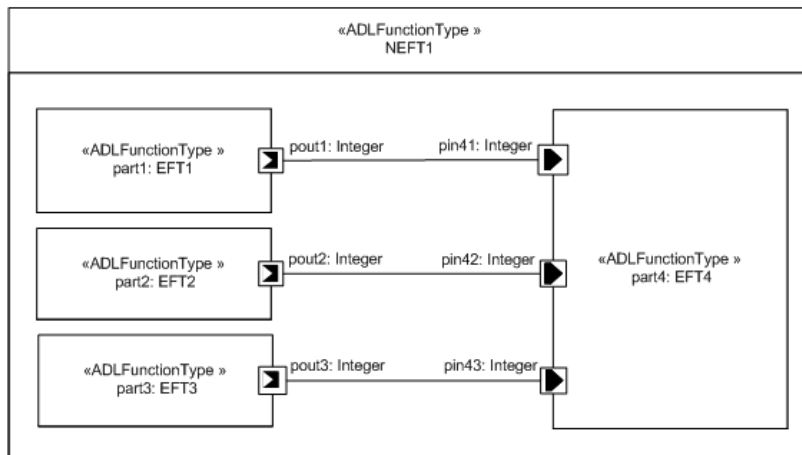 «ADLFunctionType »
NEFT1
«ADLFunctionType »
part1: EFT1
pout1: Integer
pin41: Integer
«ADLFunctionType »
part2: EFT2
pout2: Integer
pin42: Integer
«ADLFunctionType »
part4: EFT4
«ADLFunctionType »
part3: EFT3
pout3: Integer
pin43: Integer